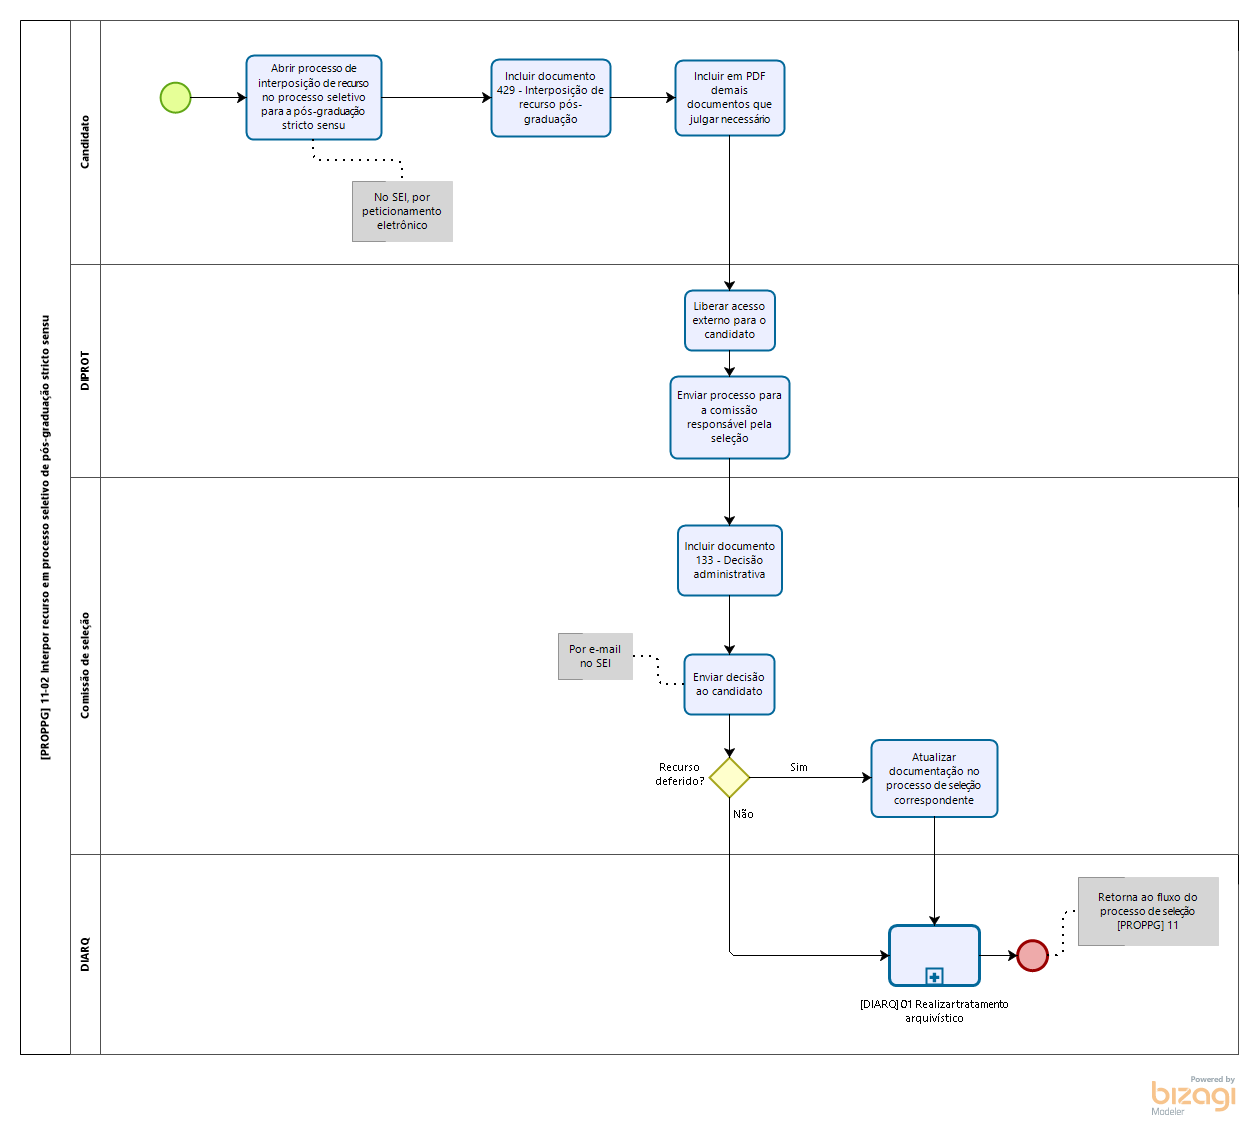 [PROPPG] 11-02 Interpor recurso em processo seletivo de pós-graduação stricto sensu
Candidato
Abrir processo de
interposição de recurso
no processo seletivo
para a pós-graduação
stricto sensu
Incluir documento
429 - Interposição de
recurso pós-
graduação
Incluir em PDF
demais
documentos que
julgar necessário
No SEI, por
peticionamento
eletrônico
DIPROT
Liberar acesso
externo para o
candidato
Enviar processo para
a comissão
responsável pela
seleção
Comissão de seleção
Incluir documento
133 - Decisão
administrativa
Por e-mail
no SEI
Enviar decisão
ao candidato
Recurso
deferido?
Sim
Não
Atualizar
documentação no
processo de seleção
correspondente
DIARQ
Retorna ao fluxo do
processo de seleção
[PROPPG] 11
[DIARQ] 01 Realizar tratamento
arquivístico
Powered by
bizagi
Modeler